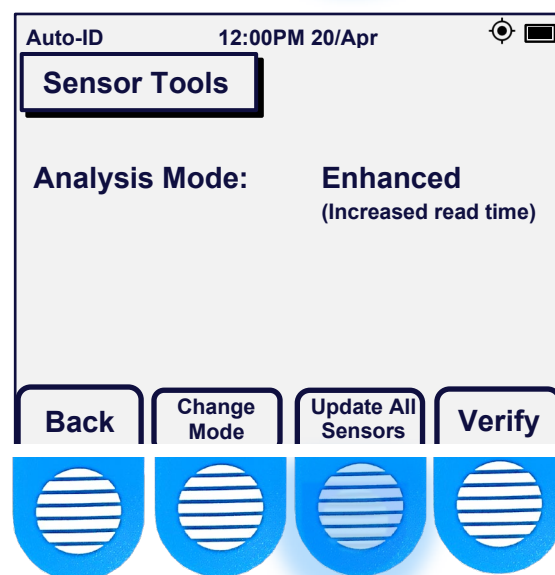 Auto-ID 12:00PM 20/Apr
Sensor Tools
Analysis Mode: Enhanced
(Increased read time)
Back Change Mode Update All Sensors Verify